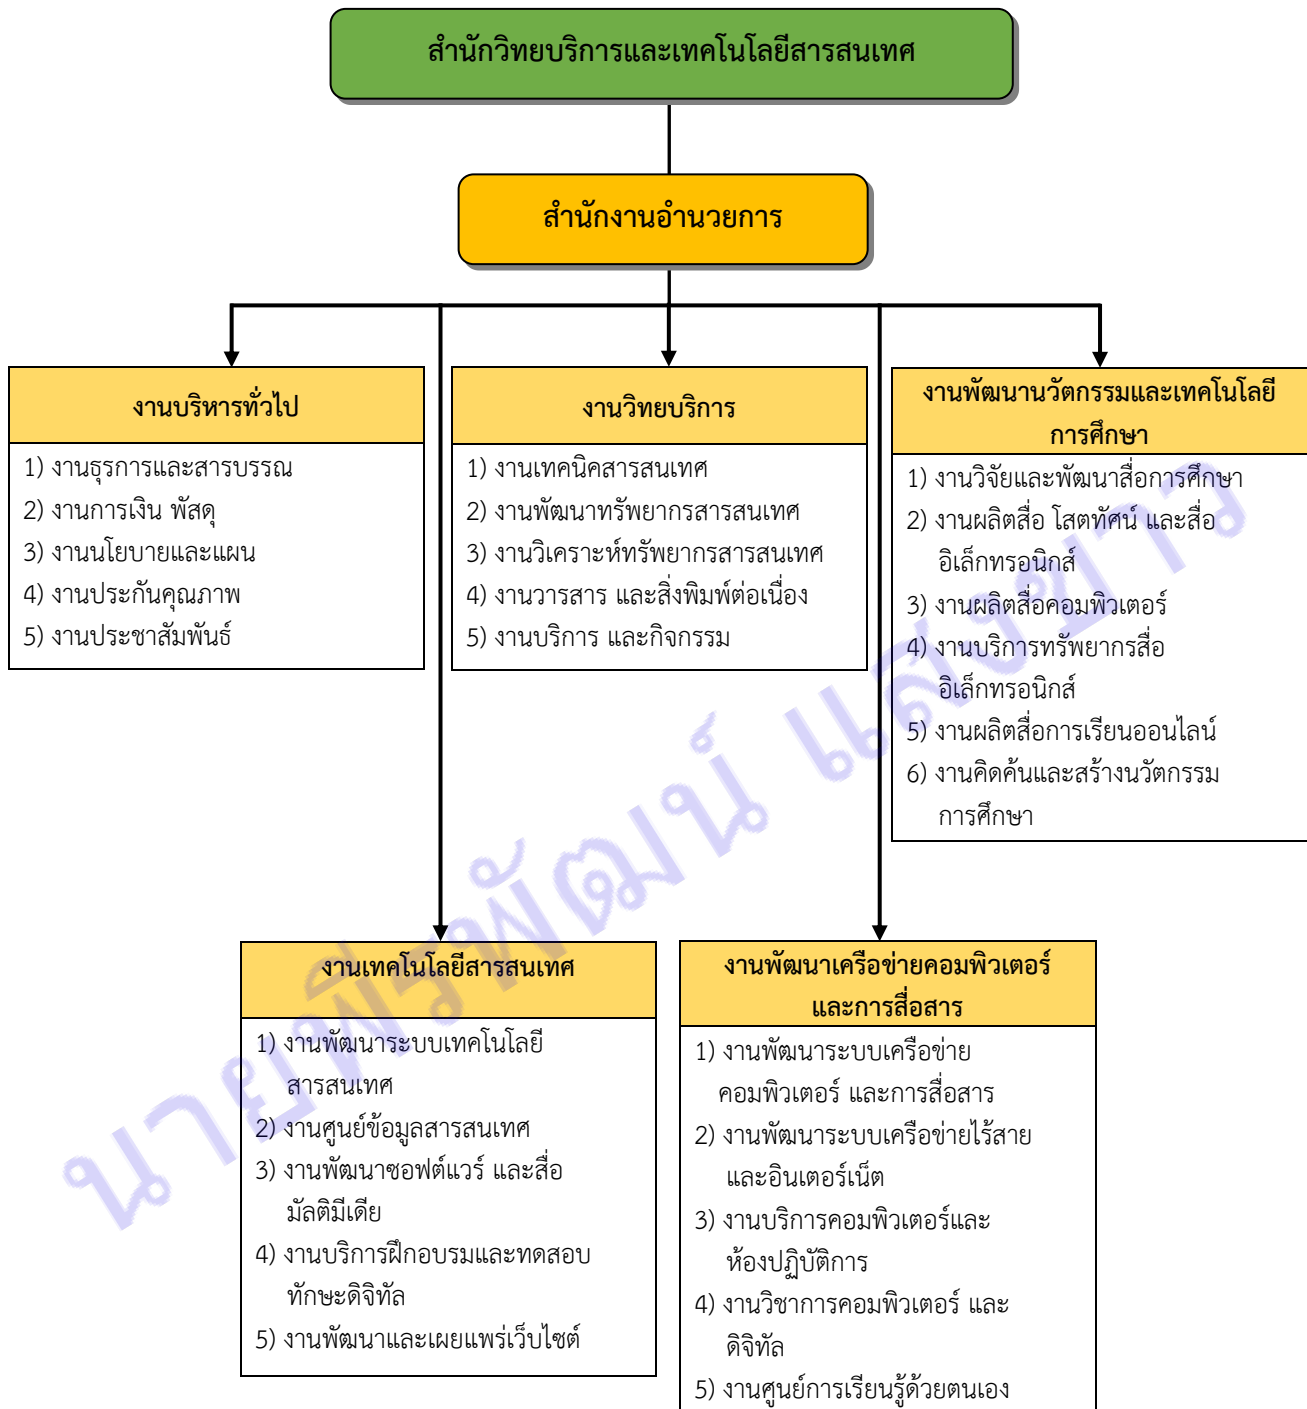 สำนักวิทยบริการและเทคโนโลยีสารสนเทศ
สำนักงานอำนวยการ
งานบริหารทั่วไป
1) งานธุรการและสารบรรณ
2) งานการเงิน พัสดุ
3) งานนโยบายและแผน
4) งานประกันคุณภาพ
5) งานประชาสัมพันธ์
งานวิทยบริการ
1) งานเทคนิคสารสนเทศ
2) งานพัฒนาทรัพยากรสารสนเทศ
3) งานวิเคราะห์ทรัพยากรสารสนเทศ
4) งานวารสาร และสิ่งพิมพ์ต่อเนื่อง
5) งานบริการ และกิจกรรม
งานพัฒนานวัตกรรมและเทคโนโลยี
การศึกษา
1) งานวิจัยและพัฒนาสื่อการศึกษา
2) งานผลิตสื่อ โสตทัศน์ และสื่อ
อิเล็กทรอนิกส์
3) งานผลิตสื่อคอมพิวเตอร์
4) งานบริการทรัพยากรสื่อ
อิเล็กทรอนิกส์
5) งานผลิตสื่อการเรียนออนไลน์
6) งานคิดค้นและสร้างนวัตกรรม
การศึกษา
งานเทคโนโลยีสารสนเทศ
1) งานพัฒนาระบบเทคโนโลยี
สารสนเทศ
2) งานศูนย์ข้อมูลสารสนเทศ
3) งานพัฒนาซอฟต์แวร์ และสื่อ
มัลติมีเดีย
4) งานบริการฝึกอบรมและทดสอบ
ทักษะดิจิทัล
5) งานพัฒนาและเผยแพร่เว็บไซต์
งานพัฒนาเครือข่ายคอมพิวเตอร์
และการสื่อสาร
1) งานพัฒนาระบบเครือข่าย
คอมพิวเตอร์ และการสื่อสาร
2) งานพัฒนาระบบเครือข่ายไร้สาย
และอินเตอร์เน็ต
3) งานบริการคอมพิวเตอร์และ
ห้องปฏิบัติการ
4) งานวิชาการคอมพิวเตอร์ และ
ดิจิทัล
5) งานศูนย์การเรียนรู้ด้วยตนเอง
นายพีรพัฒน์ แสงขาว